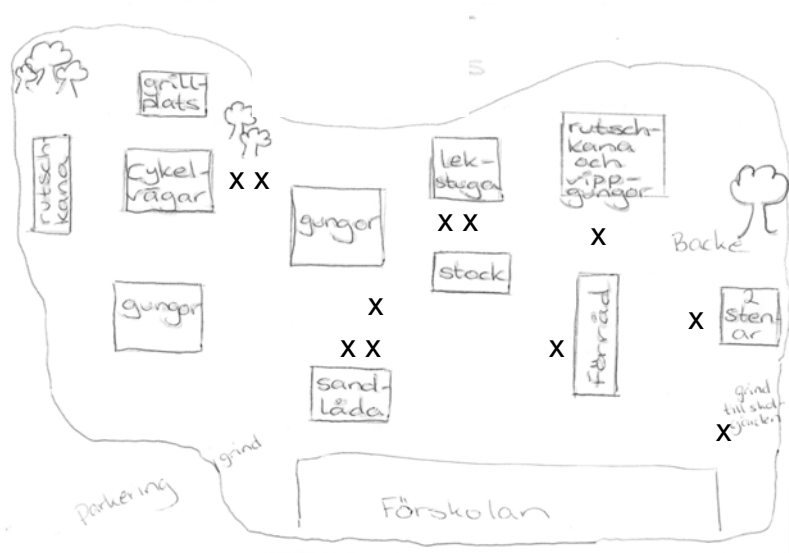 grill-
plats
rutsch-
kana
cykel-
vägar
gungor
lek-
stuga
rutsch-
kana
och
vipp-
gungor
x x
x x
x
Backe
stock
gungor
x
x x
x
förråd
x
2
sten-
ar
sand-
låda
grind
till skol-
gården
x
grind
parkering
Förskolan